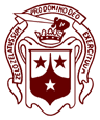 ZELO ZELATUS SUM
PRO DOMINO DEO
EXERCITUUM